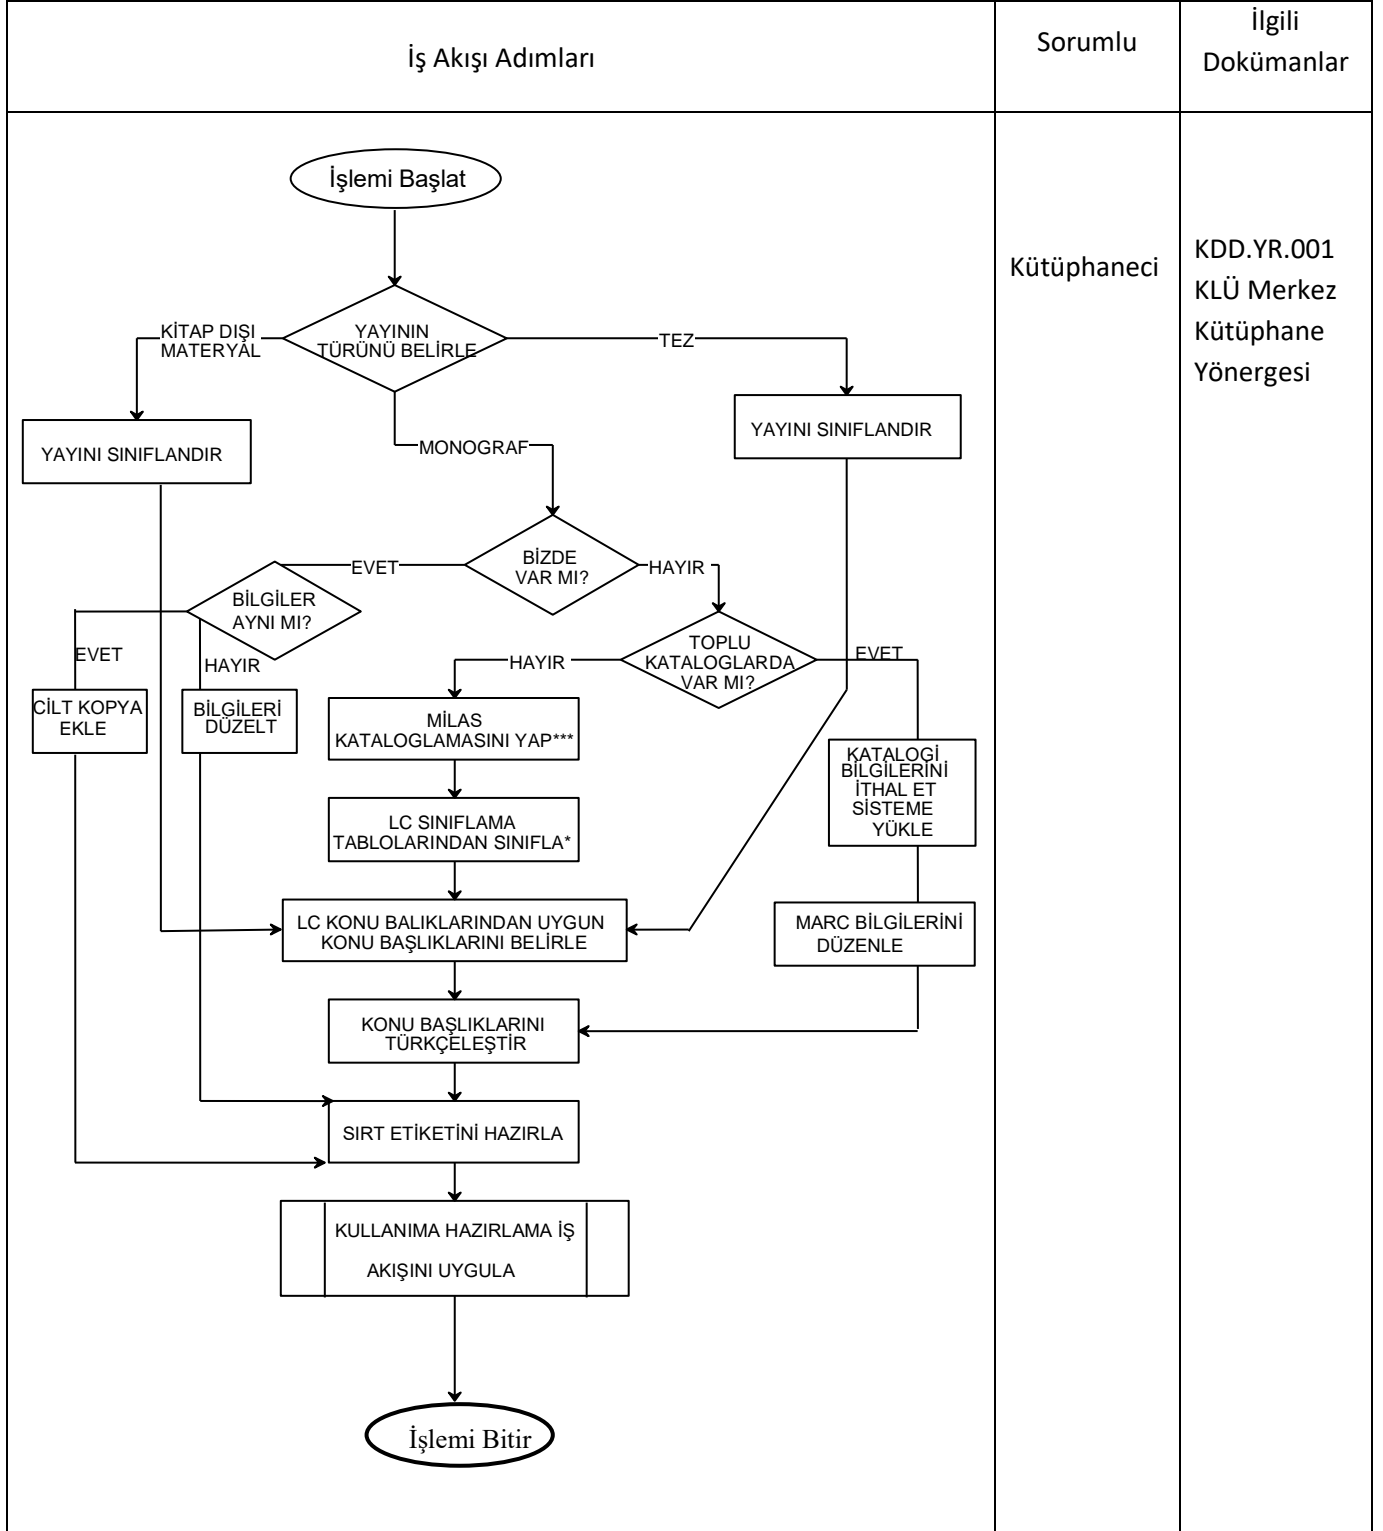 İş Akışı Adımları
Sorumlu
İlgili
Dokümanlar
İşlemi Başlat
Kütüphaneci
KDD.YR.001
KLÜ Merkez
Kütüphane
Yönergesi
KİTAP DIŞI
MATERYAL
YAYININ
TÜRÜNÜ BELIRLE
TEZ
YAYINI SINIFLANDIR
YAYINI SINIFLANDIR
MONOGRAF
BİZDE
VAR MI?
EVET
HAYIR
BİLGİLER
AYNI MI?
EVET
HAYIR
TOPLU
KATALOGLARDA
VAR MI?
HAYIR
EVET
CİLT KOPYA
EKLE
BİLGİLERİ
DÜZELT
MİLAS
KATALOGLAMASINI YAP***
KATALOGİ
BİLGİLERİNİ
İTHAL ET
SİSTEME
YÜKLE
LC SINIFLAMA
TABLOLARINDAN SINIFLA*
LC KONU BALIKLARINDAN UYGUN
KONU BAŞLIKLARINI BELİRLE
MARC BİLGİLERİNİ
DÜZENLE
KONU BAŞLIKLARINI
TÜRKÇELEŞTİR
SIRT ETİKETİNİ HAZIRLA
KULLANIMA HAZIRLAMA İŞ
AKIŞINI UYGULA
İşlemi Bitir